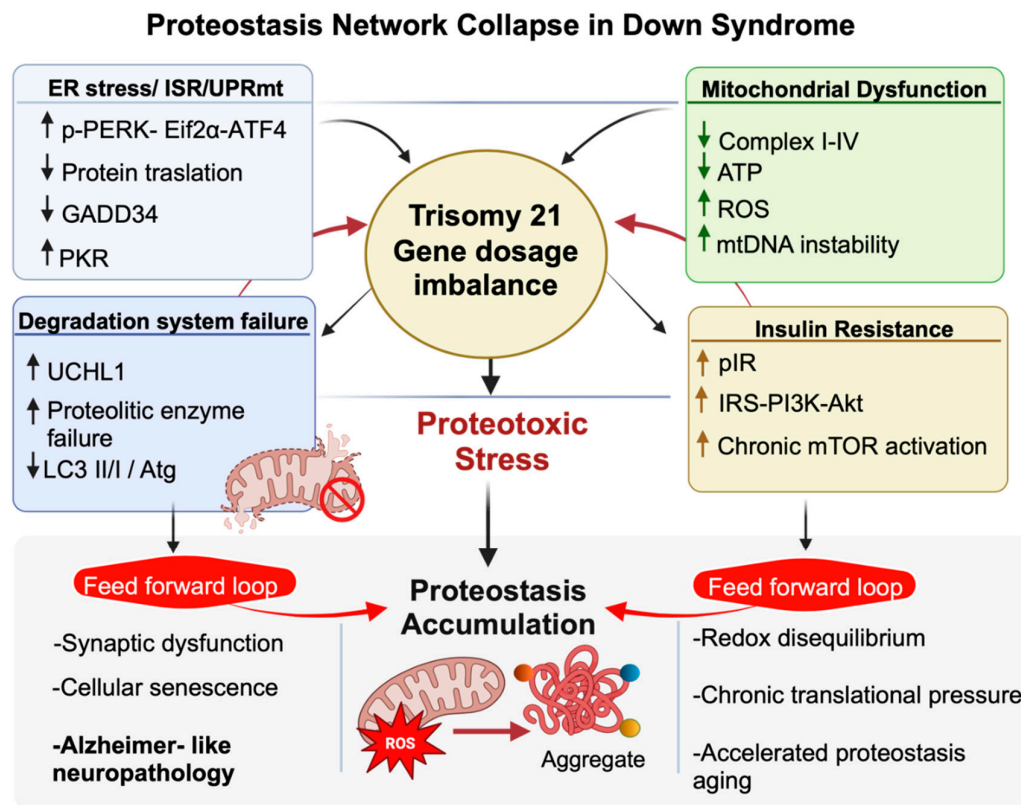 Proteostasis Network Collapse in Down Syndrome
ER stress/ ISR/UPRmt
p-PERK- Eif2α-ATF4
Protein traslation
GADD34
PKR
Mitochondrial Dysfunction
Complex I-IV
ATP
ROS
mtDNA instability
Trisomy 21
Gene dosage
imbalance
Degradation system failure
UCHL1
Proteolitic enzyme
failure
LC3 II/I / Atg
Insulin Resistance
pIR
IRS-PI3K-Akt
Chronic mTOR activation
Proteotoxic
Stress
Feed forward loop
-Synaptic dysfunction
-Cellular senescence
-Alzheimer- like
neuropathology
Proteostasis
Accumulation
ROS
Aggregate
Feed forward loop
-Redox disequilibrium
-Chronic translational pressure
-Accelerated proteostasis
aging